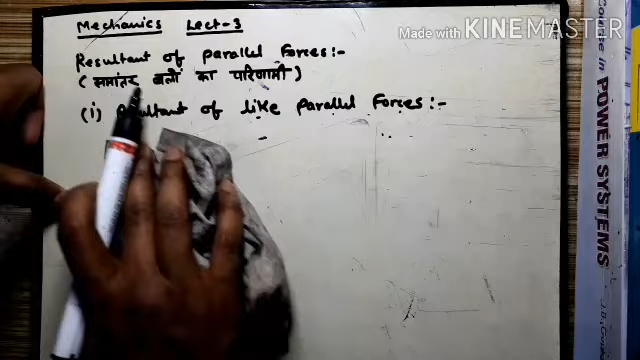 Made with KINEMASTER
Mechanics Lect-3
Resultant of parallel Forces:-
(समांतर बलों का परिणामी)
(i) Resultant of like parallel Forces:-
POWER SYSTEMS